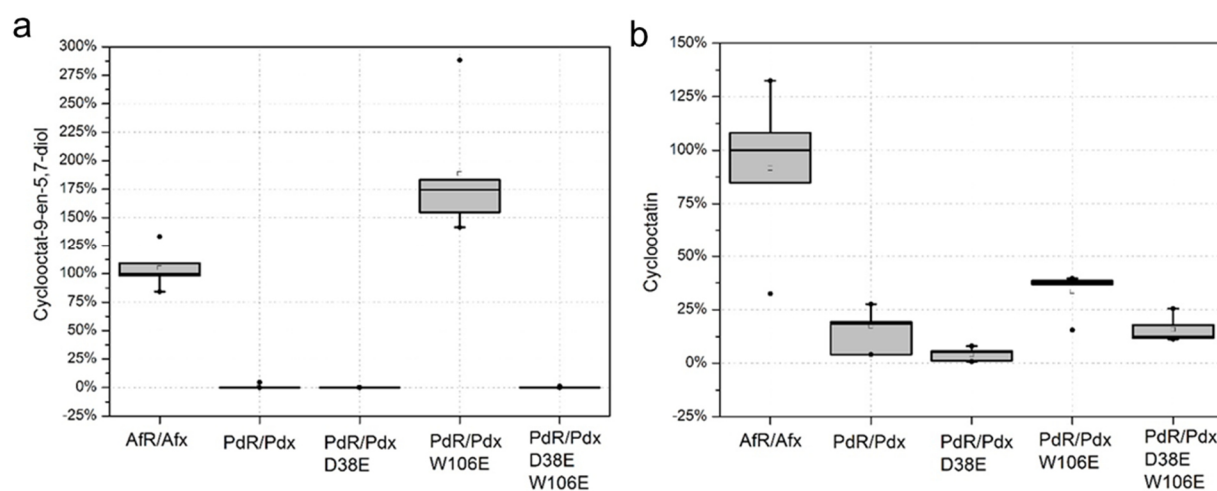 a
300%
275%
250%
225%
200%
175%
150%
125%
100%
75%
50%
25%
0%
-25%
Cyclooctat-9-en-5,7-diol
AfR/Afx
PdR/Pdx
PdR/Pdx
D38E
PdR/Pdx
W106E
PdR/Pdx
D38E
W106E
b
150%
125%
100%
75%
50%
25%
0%
-25%
Cyclooctatin
AfR/Afx
PdR/Pdx
PdR/Pdx
D38E
PdR/Pdx
W106E
PdR/Pdx
D38E
W106E